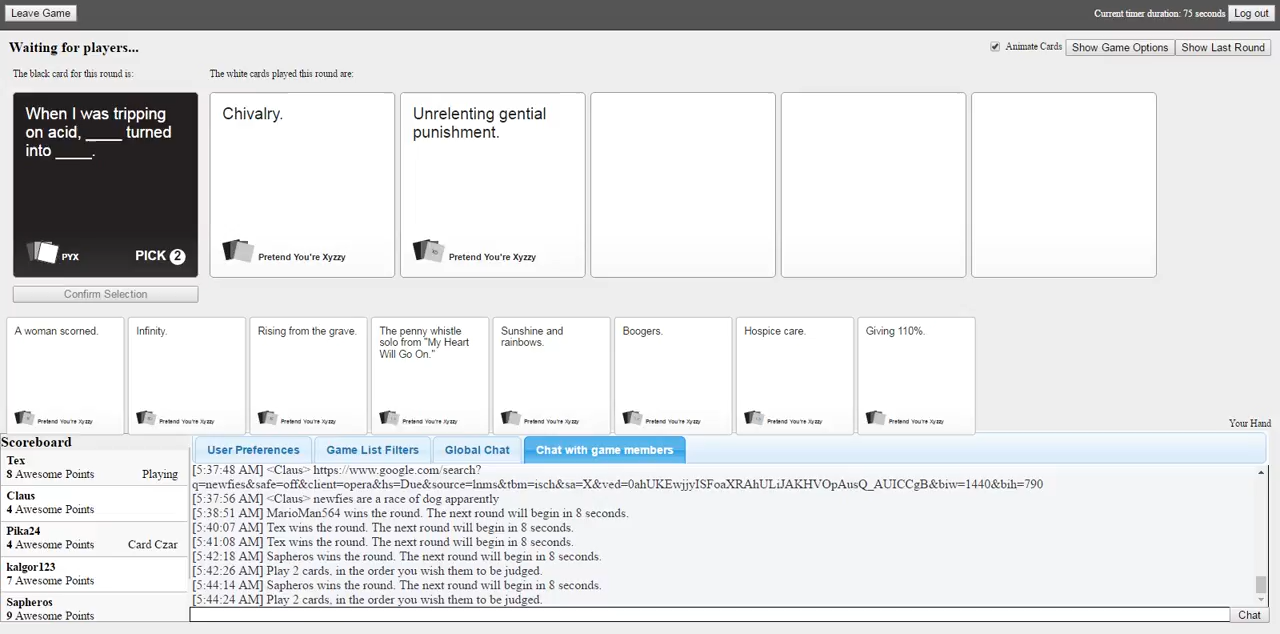 Leave Game
Current timer duration: 75 seconds
Log out
Waiting for players...
Animate Cards
Show Game Options
Show Last Round
The black card for this round is:
The white cards played this round are:
When I was tripping
on acid, ____ turned
into ____.
PYX
PICK 2
Chivalry.
Pretend You're Xyzzy
Unrelenting gential
punishment.
Pretend You're Xyzzy
Confirm Selection
A woman scorned.
Pretend You're Xyzzy
Infinity.
Pretend You're Xyzzy
Rising from the grave.
Pretend You're Xyzzy
The penny whistle
solo from "My Heart
Will Go On."
Pretend You're Xyzzy
Sunshine and
rainbows.
Pretend You're Xyzzy
Boogers.
Pretend You're Xyzzy
Hospice care.
Pretend You're Xyzzy
Giving 110%.
Pretend You're Xyzzy
Your Hand
Scoreboard
Tex
8 Awesome Points
Playing
Claus
4 Awesome Points
Pika24
4 Awesome Points
Card Czar
kalgor123
7 Awesome Points
Sapheros
9 Awesome Points
User Preferences
Game List Filters
Global Chat
Chat with game members
[5:37:48 AM] <Claus> https://www.google.com/search?
q=newfies&safe=off&client=opera&hs=Due&source=lnms&tbm=isch&sa=X&ved=0ahUKEwjjyISFoaXRAhULiJAKHVOpAusQ_AUICCgB&biw=1440&bih=790
[5:37:56 AM] <Claus> newfies are a race of dog apparently
[5:38:51 AM] MarioMan564 wins the round. The next round will begin in 8 seconds.
[5:40:07 AM] Tex wins the round. The next round will begin in 8 seconds.
[5:41:08 AM] Tex wins the round. The next round will begin in 8 seconds.
[5:42:18 AM] Sapheros wins the round. The next round will begin in 8 seconds.
[5:42:26 AM] Play 2 cards, in the order you wish them to be judged.
[5:44:14 AM] Sapheros wins the round. The next round will begin in 8 seconds.
[5:44:24 AM] Play 2 cards, in the order you wish them to be judged.
Chat